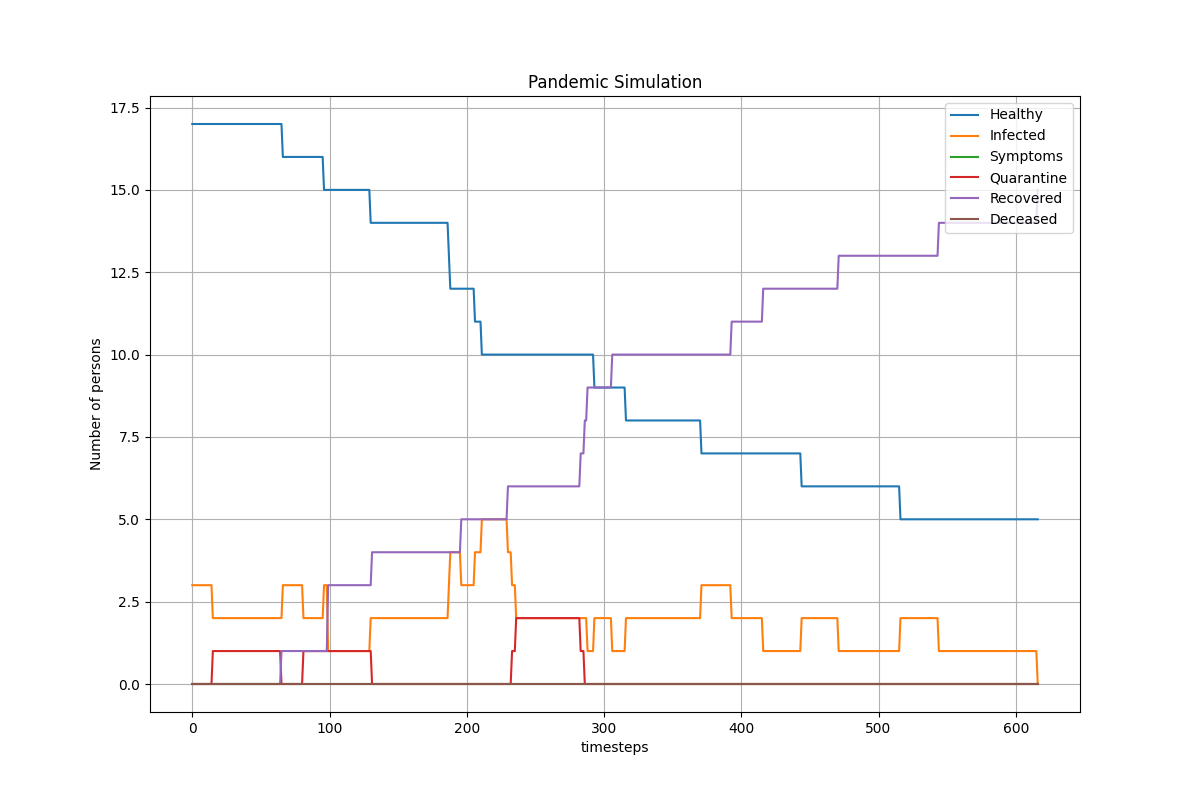 Pandemic Simulation
17.5
15.0
12.5
10.0
7.5
5.0
2.5
0.0
Number of persons
0 100 200 300 400 500 600
timesteps
Healthy
Infected
Symptoms
Quarantine
Recovered
Deceased